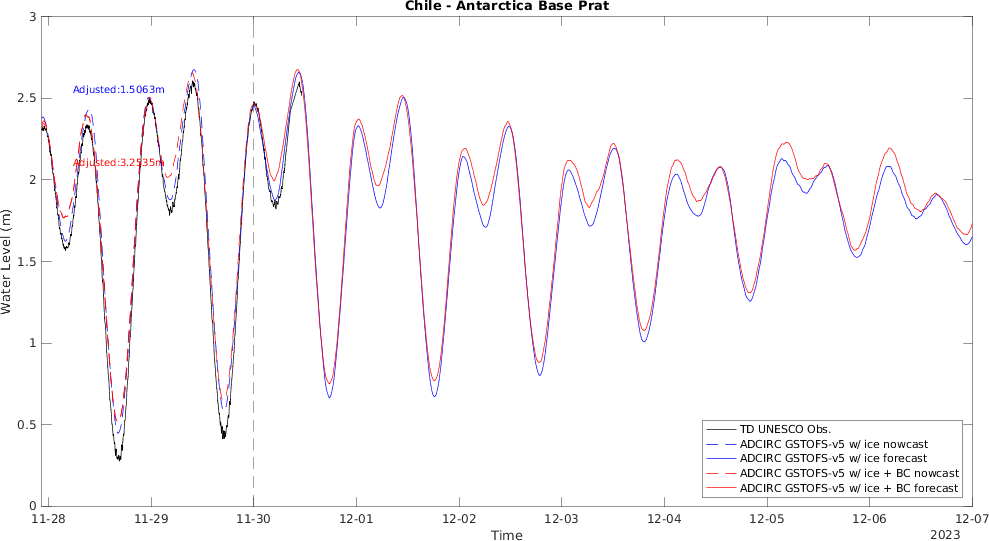 Chile - Antarctica Base Prat
3
2.5
2
1.5
1
0.5
0
Water Level (m)
Adjusted:1.5063m
Adjusted:3.2535m
TD UNESCO Obs.
ADCIRC GSTOFS-v5 w/ ice nowcast
ADCIRC GSTOFS-v5 w/ ice forecast
ADCIRC GSTOFS-v5 w/ ice + BC nowcast
ADCIRC GSTOFS-v5 w/ ice + BC forecast
11-28
11-29
11-30
12-01
12-02
12-03
12-04
12-05
12-06
12-07
Time
2023